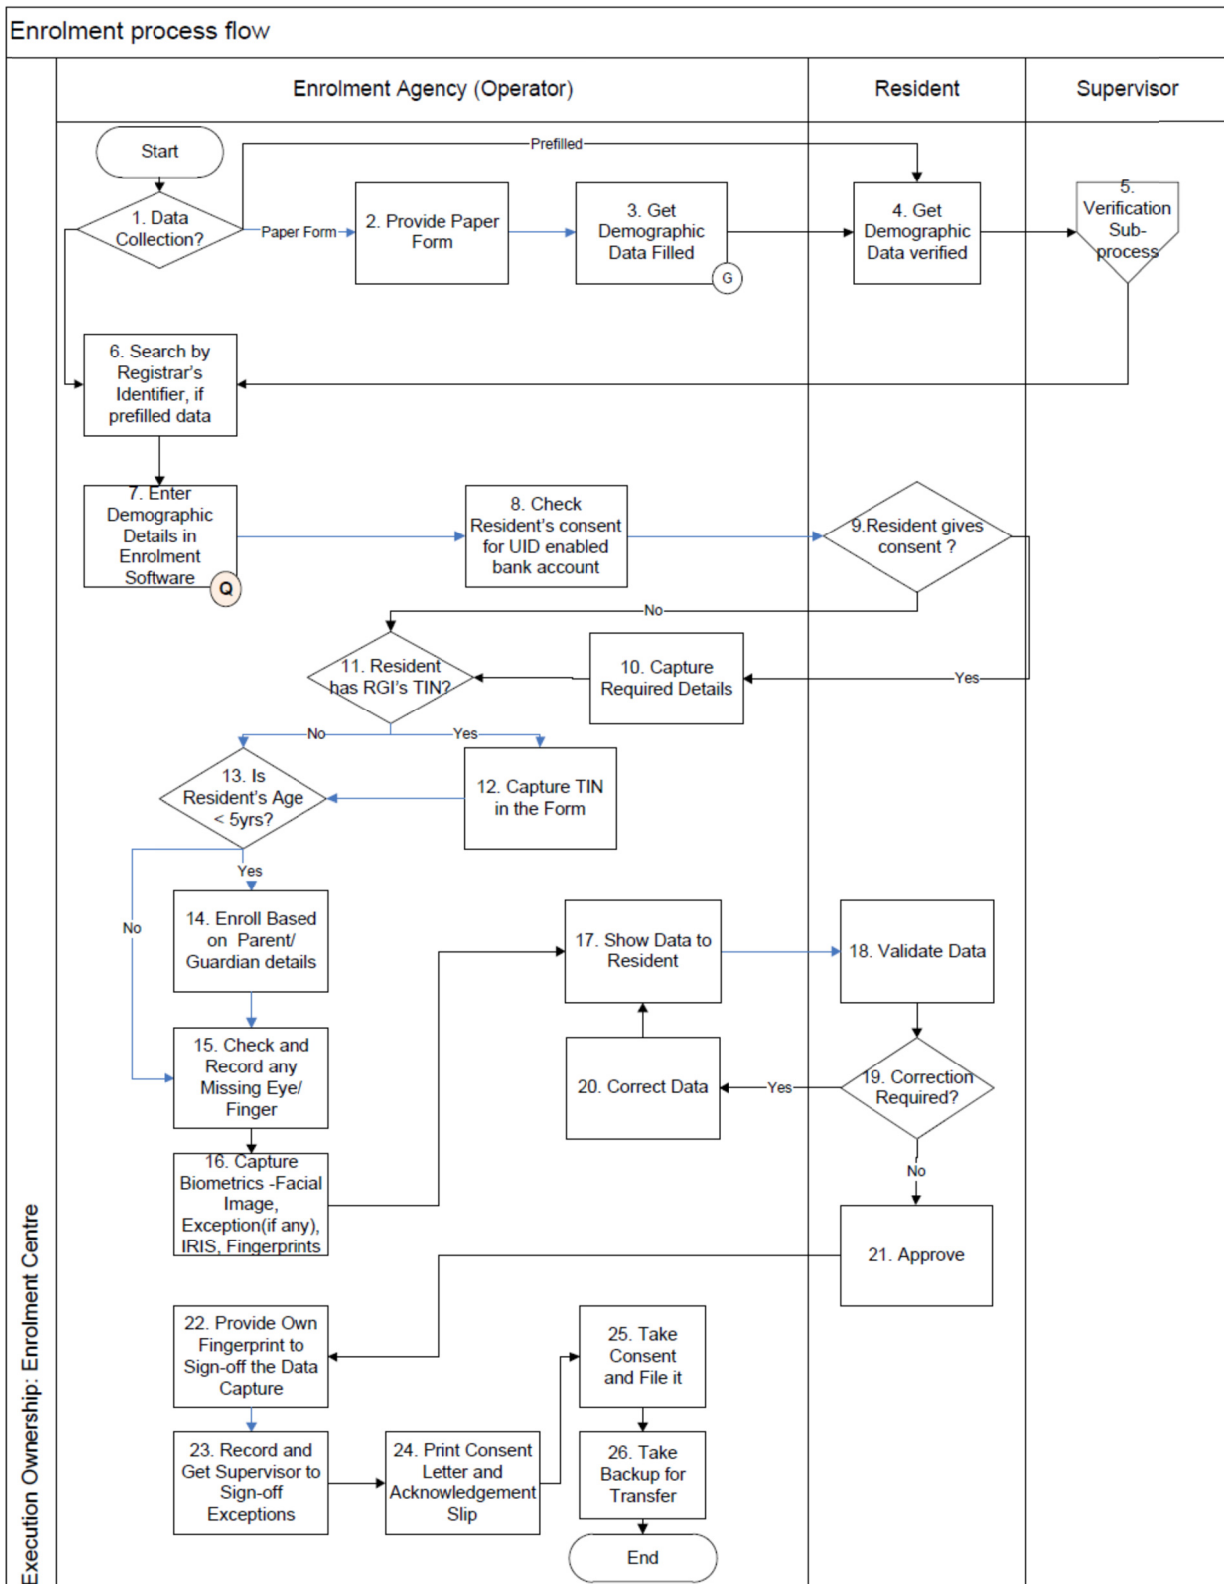 Enrolment process flow
Enrolment Agency (Operator)
Resident
Supervisor
Start
Prefilled
1. Data
Collection?
Paper Form
2. Provide Paper
Form
3. Get
Demographic
Data Filled
G
4. Get
Demographic
Data verified
5.
Verification
Sub-
process
6. Search by
Registrar's
Identifier, if
prefilled data
7. Enter
Demographic
Details in
Enrolment
Software
Q
8. Check
Resident's consent
for UID enabled
bank account
9.Resident gives
consent ?
No
Yes
10. Capture
Required Details
11. Resident
has RGI's TIN?
No
Yes
12. Capture TIN
in the Form
13. Is
Resident's Age
< 5yrs?
Yes
No
14. Enroll Based
on Parent/
Guardian details
15. Check and
Record any
Missing Eye/
Finger
16. Capture
Biometrics -Facial
Image,
Exception(if any),
IRIS, Fingerprints
17. Show Data to
Resident
18. Validate Data
19. Correction
Required?
Yes
20. Correct Data
No
21. Approve
22. Provide Own
Fingerprint to
Sign-off the Data
Capture
23. Record and
Get Supervisor to
Sign-off
Exceptions
24. Print Consent
Letter and
Acknowledgement
Slip
25. Take
Consent
and File it
26. Take
Backup for
Transfer
End
Execution Ownership: Enrolment Centre